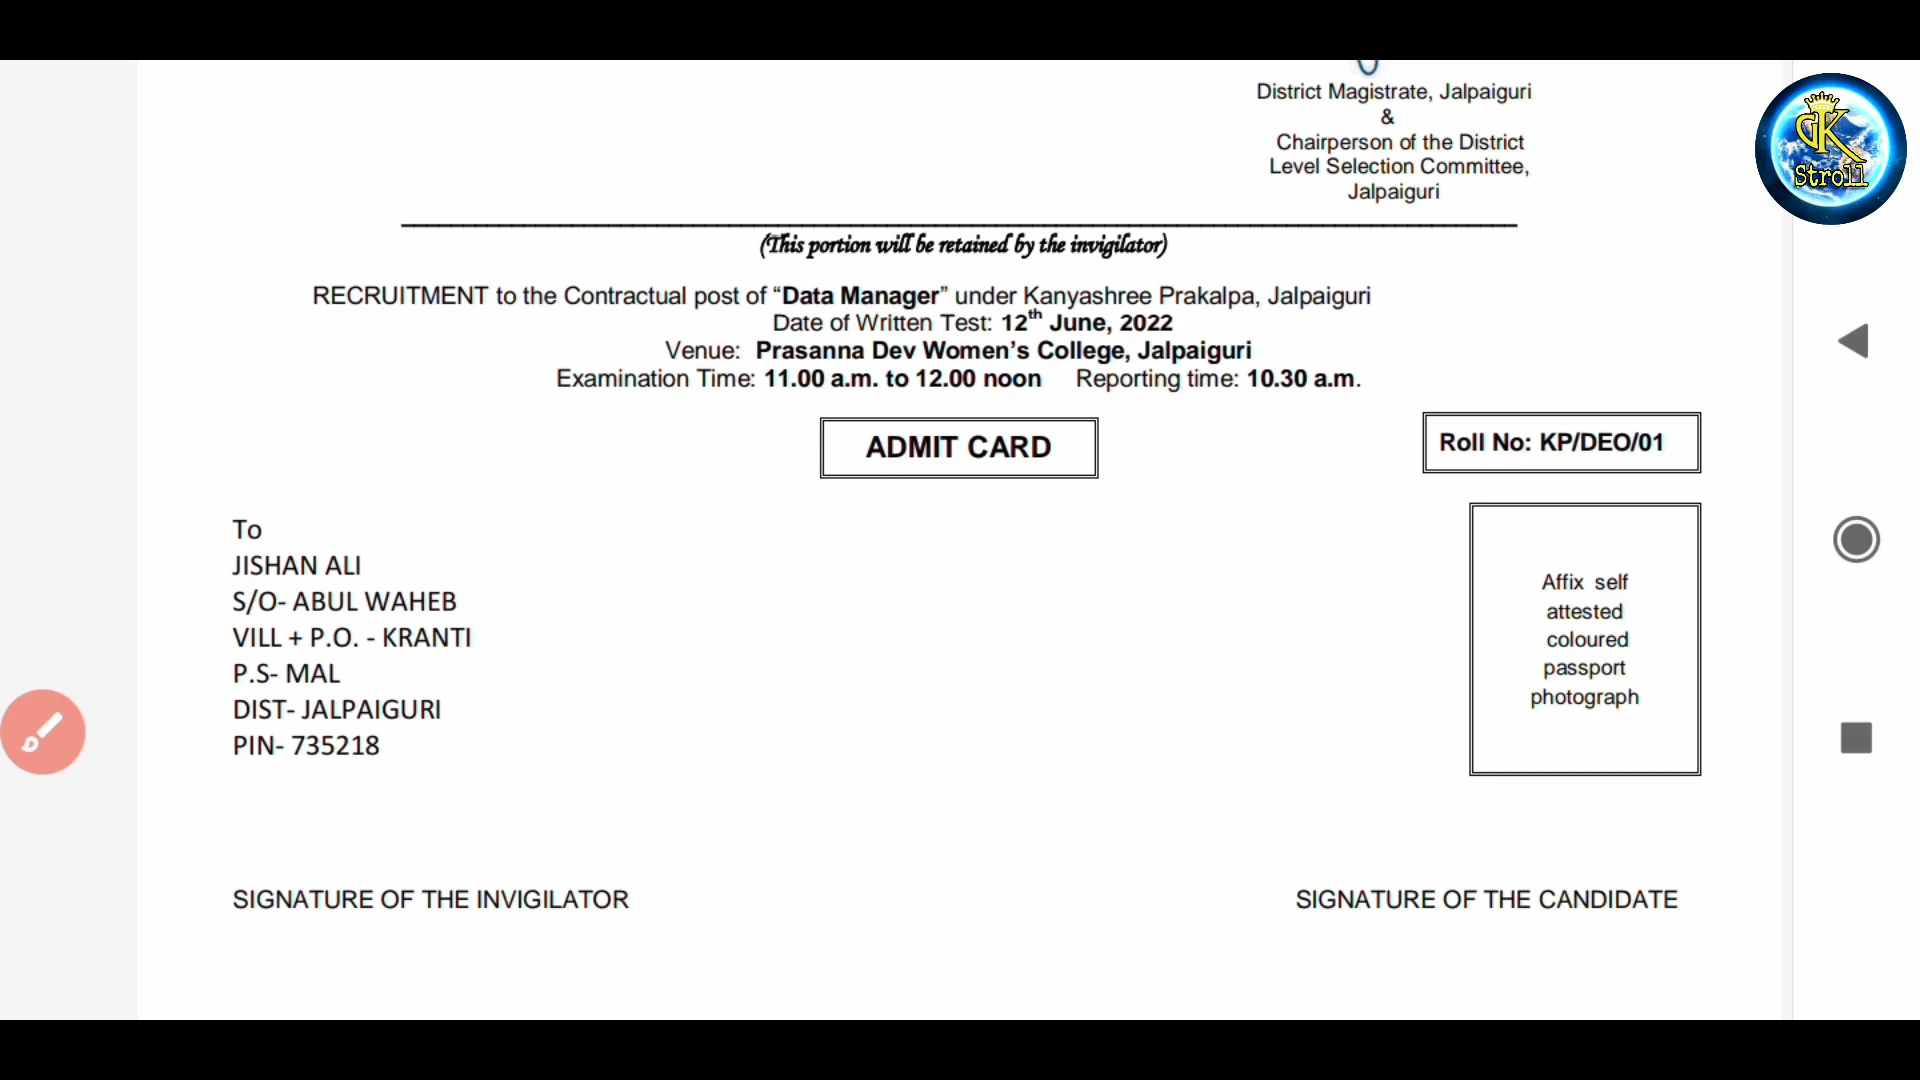 District Magistrate, Jalpaiguri
&
Chairperson of the District
Level Selection Committee,
Jalpaiguri
GK
Stroll
(This portion will be retained by the invigilator)
RECRUITMENT to the Contractual post of “Data Manager” under Kanyashree Prakalpa, Jalpaiguri
Date of Written Test: 12th June, 2022
Venue: Prasanna Dev Women’s College, Jalpaiguri
Examination Time: 11.00 a.m. to 12.00 noon Reporting time: 10.30 a.m.
ADMIT CARD
Roll No: KP/DEO/01
To
JISHAN ALI
S/O- ABUL WAHEB
VILL + P.O. - KRANTI
P.S- MAL
DIST- JALPAIGURI
PIN- 735218
Affix self
attested
coloured
passport
photograph
SIGNATURE OF THE INVIGILATOR
SIGNATURE OF THE CANDIDATE